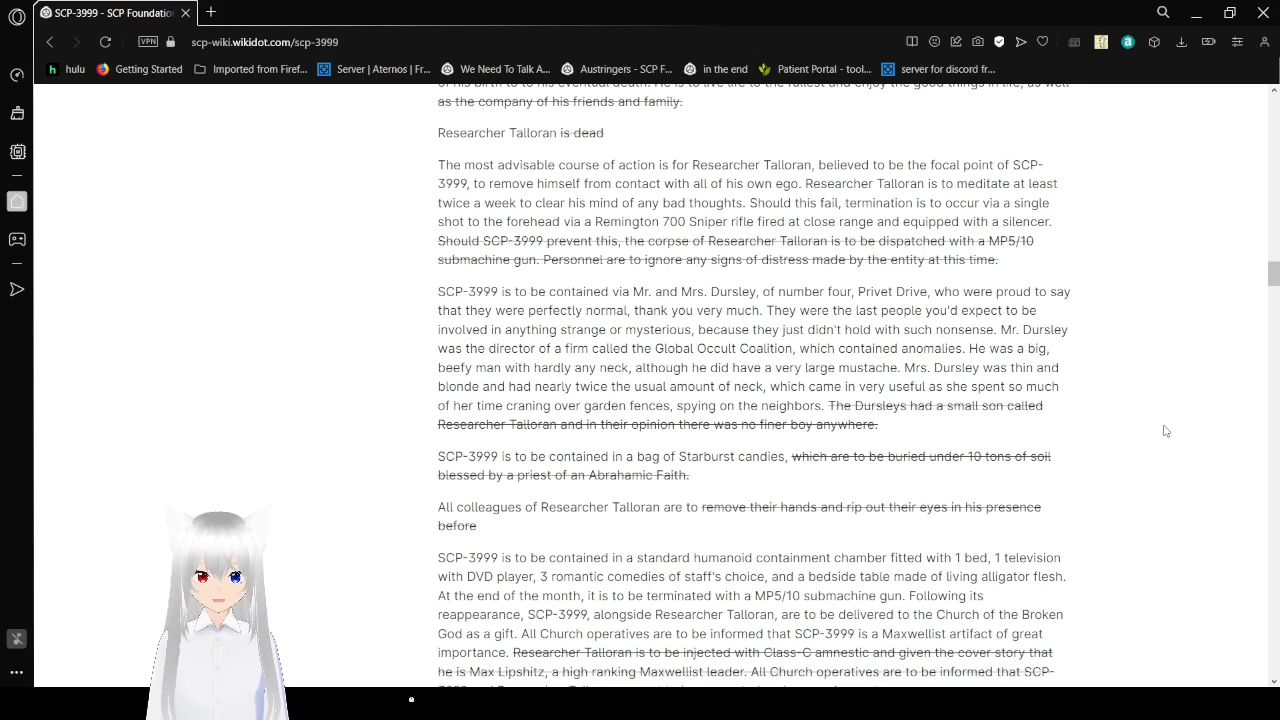 SCP-3999 - SCP Foundatio
scp-wiki.wikidot.com/scp-3999
VPN
hulu
Getting Started
Imported from Firef...
Server | Aternos | Fr...
We Need To Talk A...
Austringers - SCP F...
in the end
Patient Portal - tool...
server for discord fr...
of his birth to to his eventual death. He is to live life to the fullest and enjoy the good things in life, as well
as the company of his friends and family.
Researcher Talloran is dead
The most advisable course of action is for Researcher Talloran, believed to be the focal point of SCP-
3999, to remove himself from contact with all of his own ego. Researcher Talloran is to meditate at least
twice a week to clear his mind of any bad thoughts. Should this fail, termination is to occur via a single
shot to the forehead via a Remington 700 Sniper rifle fired at close range and equipped with a silencer.
Should SCP-3999 prevent this, the corpse of Researcher Talloran is to be dispatched with a MP5/10
submachine gun. Personnel are to ignore any signs of distress made by the entity at this time.
SCP-3999 is to be contained via Mr. and Mrs. Dursley, of number four, Privet Drive, who were proud to say
that they were perfectly normal, thank you very much. They were the last people you'd expect to be
involved in anything strange or mysterious, because they just didn't hold with such nonsense. Mr. Dursley
was the director of a firm called the Global Occult Coalition, which contained anomalies. He was a big,
beefy man with hardly any neck, although he did have a very large mustache. Mrs. Dursley was thin and
blonde and had nearly twice the usual amount of neck, which came in very useful as she spent so much
of her time craning over garden fences, spying on the neighbors. The Dursleys had a small son called
Researcher Talloran and in their opinion there was no finer boy anywhere.
SCP-3999 is to be contained in a bag of Starburst candies, which are to be buried under 10 tons of soil
blessed by a priest of an Abrahamic Faith.
All colleagues of Researcher Talloran are to remove their hands and rip out their eyes in his presence
before
SCP-3999 is to be contained in a standard humanoid containment chamber fitted with 1 bed, 1 television
with DVD player, 3 romantic comedies of staff's choice, and a bedside table made of living alligator flesh.
At the end of the month, it is to be terminated with a MP5/10 submachine gun. Following its
reappearance, SCP-3999, alongside Researcher Talloran, are to be delivered to the Church of the Broken
God as a gift. All Church operatives are to be informed that SCP-3999 is a Maxwellist artifact of great
importance. Researcher Talloran is to be injected with Class-C amnestic and given the cover story that
he is Max Lipshitz, a high ranking Maxwellist leader. All Church operatives are to be informed that SCP-